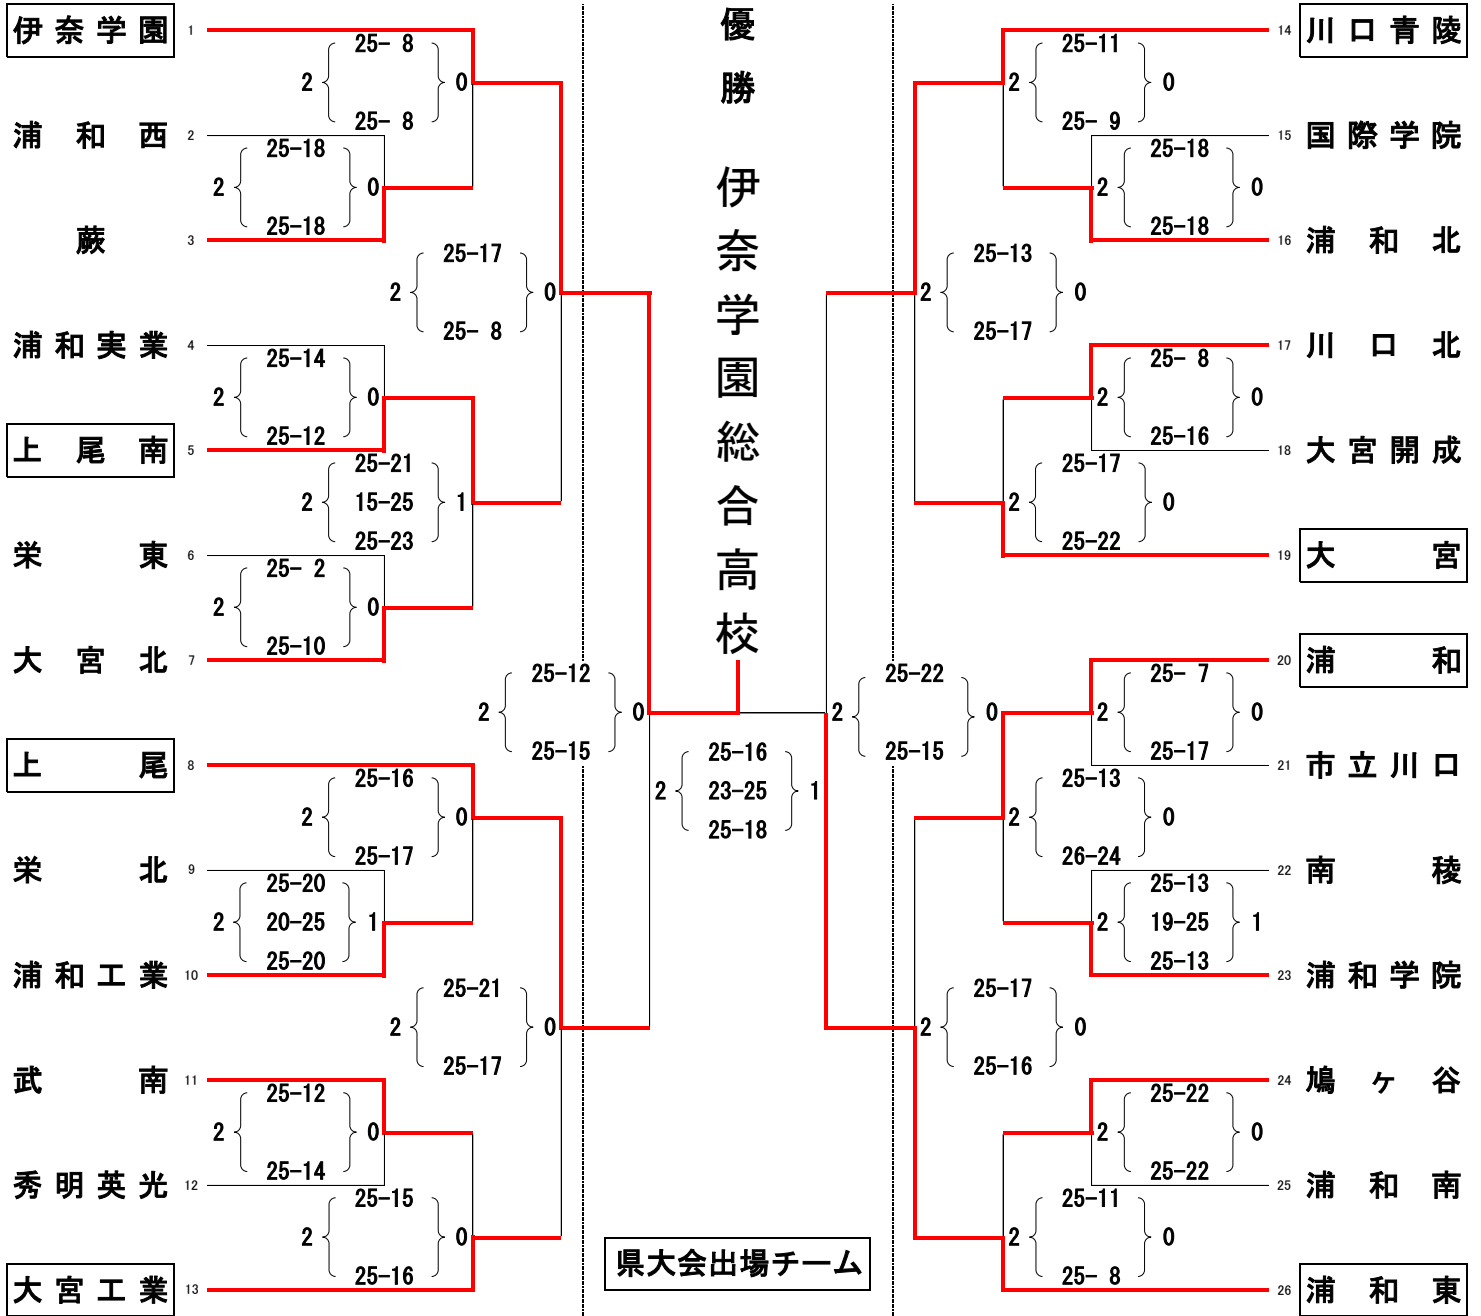 優勝 伊奈学園総合高校
伊奈学園 1
25- 8
2 0
25- 8
浦和西 2
25-18
2 0
25-18
蕨 3
25-17
2 0
25- 8
浦和実業 4
25-14
2 0
25-12
上尾南 5
25-21
2 15-25 1
25-23
栄東 6
25- 2
2 0
25-10
大宮北 7
25-12
2 0
25-15
上尾 8
25-16
2 0
25-17
栄北 9
25-20
2 20-25 1
25-20
浦和工業 10
25-21
2 0
25-17
武南 11
25-12
2 0
25-14
秀明英光 12
25-15
2 0
25-16
大宮工業 13
25-16
2 23-25 1
25-18
県大会出場チーム
14 川口青陵
25-11
2 0
25- 9
15 国際学院
25-18
2 0
25-18
16 浦和北
25-13
2 0
25-17
17 川口北
25- 8
2 0
25-16
18 大宮開成
25-17
2 0
25-22
19 大宮
25-22
2 0
25-15
20 浦和
25- 7
2 0
25-17
21 市立川口
25-13
2 0
26-24
22 南稜
25-13
2 19-25 1
25-13
23 浦和学院
25-17
2 0
25-16
24 鳩ヶ谷
25-22
2 0
25-22
25 浦和南
25-11
2 0
25- 8
26 浦和東